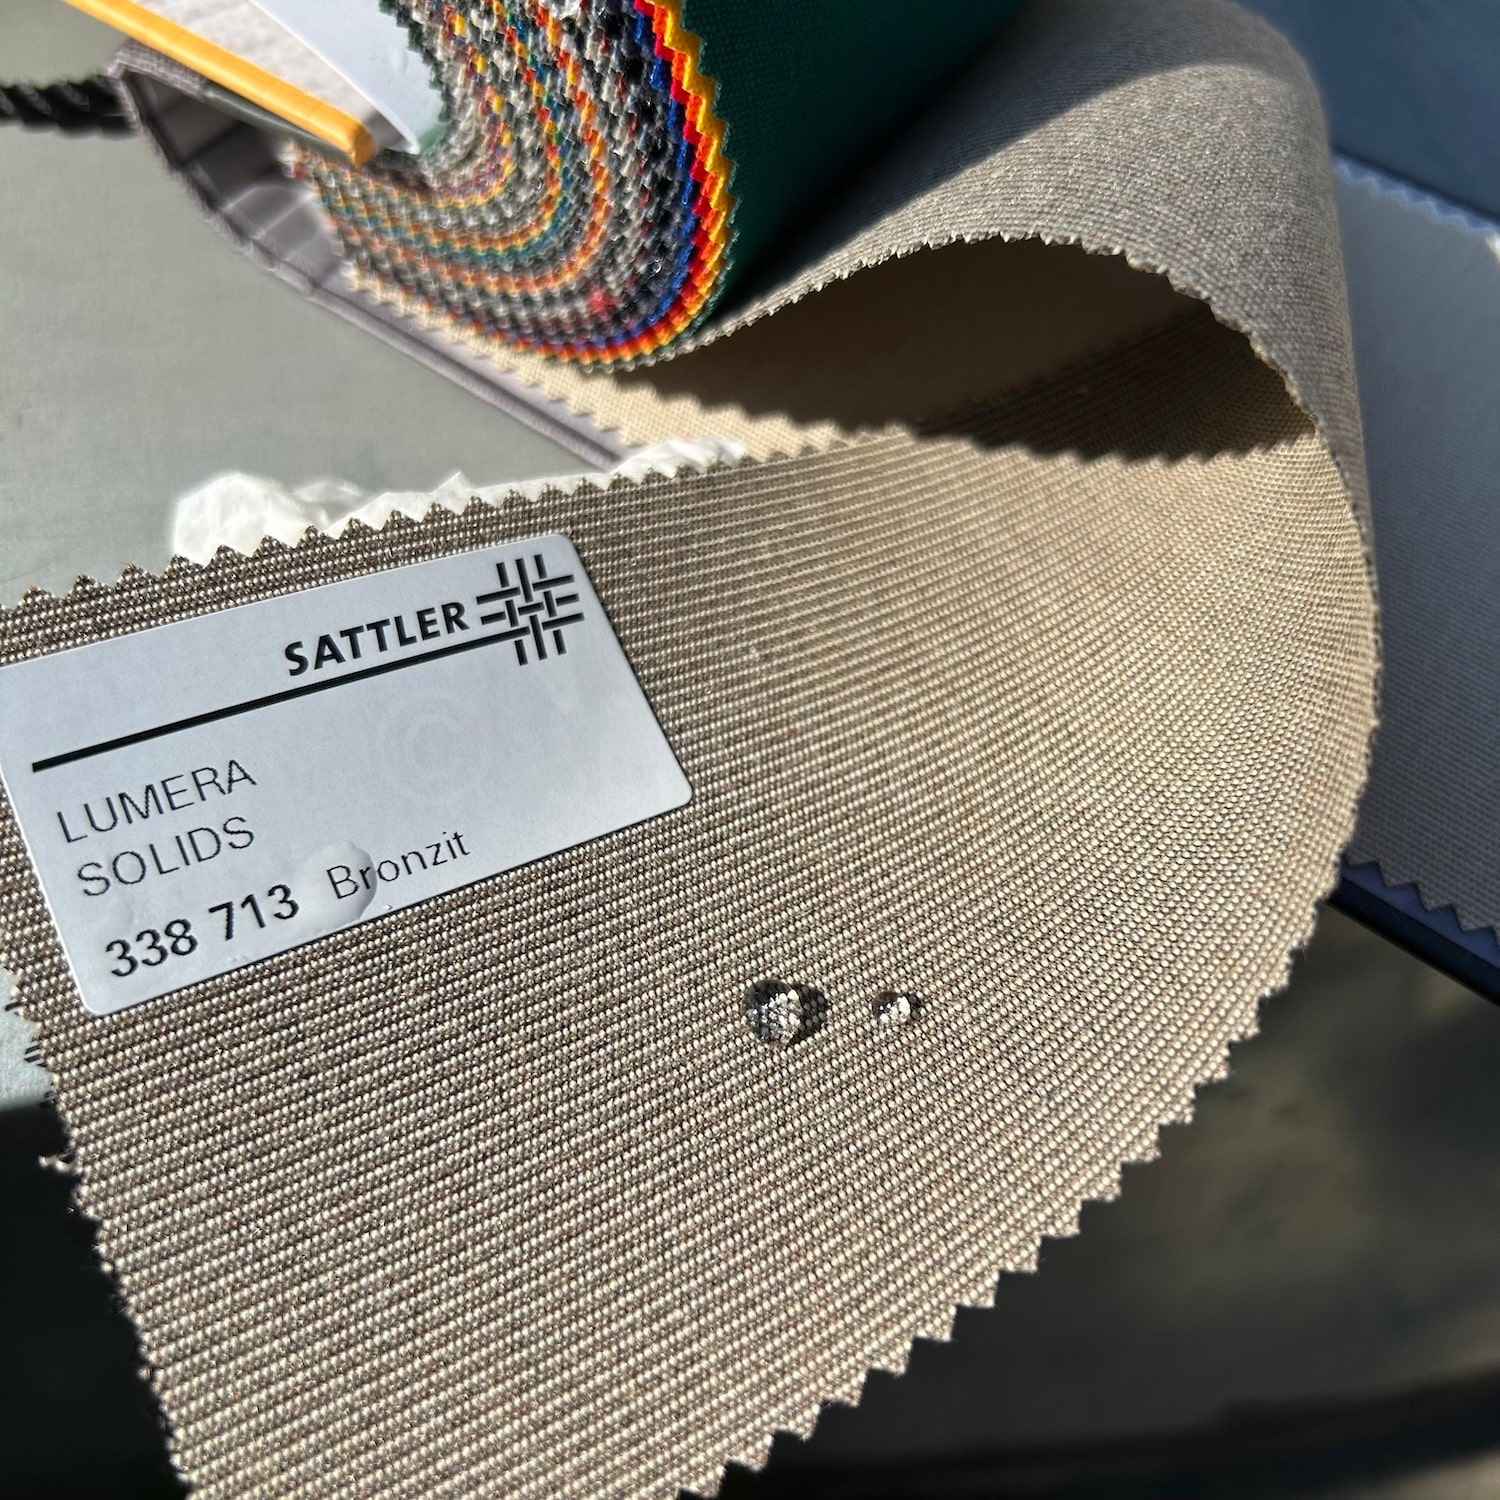 SATTLER
LUMERA
SOLIDS
338 713 Bronzit